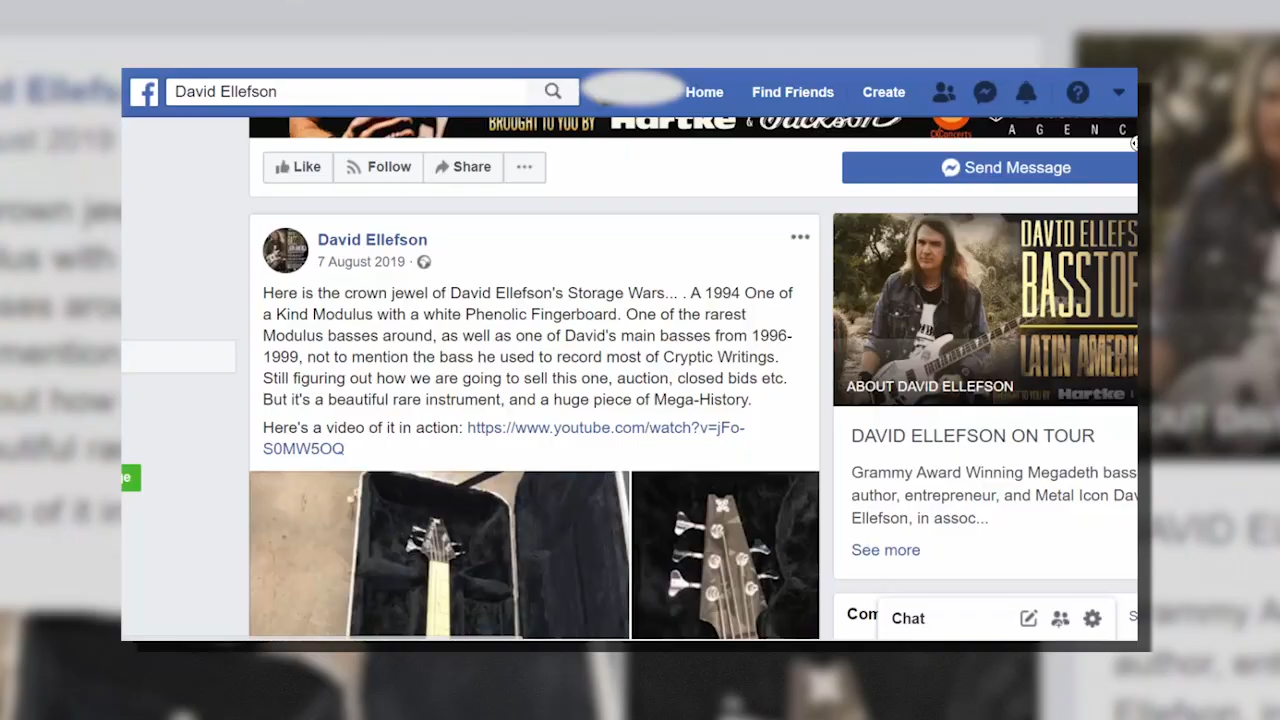 David Ellefson
Home
Find Friends
Create
BROUGHT TO YOU BY Hartke & Jackson
CKConcerts
A G E N C
Like
Follow
Share
Send Message
David Ellefson
7 August 2019 ·
Here is the crown jewel of David Ellefson's Storage Wars... . A 1994 One of
a Kind Modulus with a white Phenolic Fingerboard. One of the rarest
Modulus basses around, as well as one of David's main basses from 1996-
1999, not to mention the bass he used to record most of Cryptic Writings.
Still figuring out how we are going to sell this one, auction, closed bids etc.
But it's a beautiful rare instrument, and a huge piece of Mega-History.
Here's a video of it in action: https://www.youtube.com/watch?v=jFo-
S0MW5OQ
DAVID ELLEFS
BASSTO
LATIN AMERI
Hartke
ABOUT DAVID ELLEFSON
DAVID ELLEFSON ON TOUR
Grammy Award Winning Megadeth bass
author, entrepreneur, and Metal Icon Dav
Ellefson, in assoc...
See more
Com
Chat